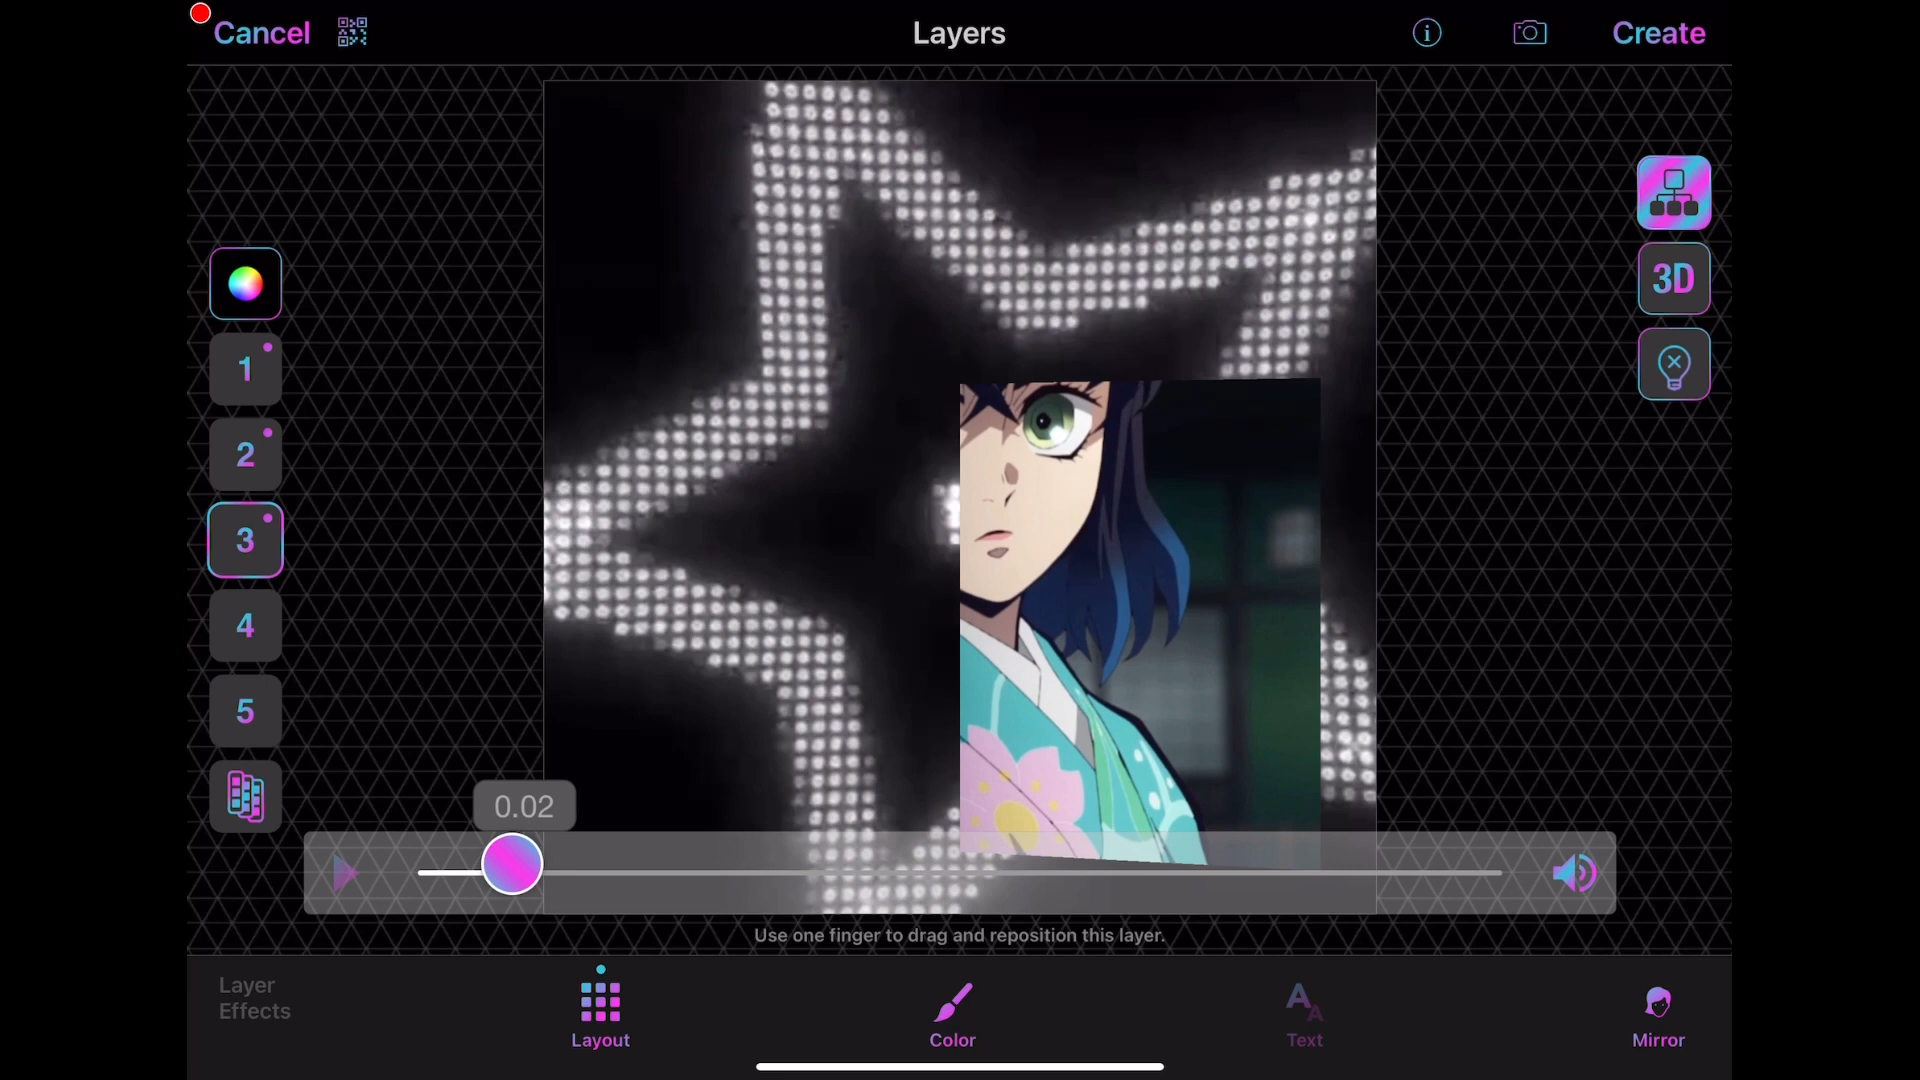 Cancel
Layers
Create
3D
1
2
3
4
5
0.02
Use one finger to drag and reposition this layer.
Layer
Effects
Layout
Color
Text
Mirror